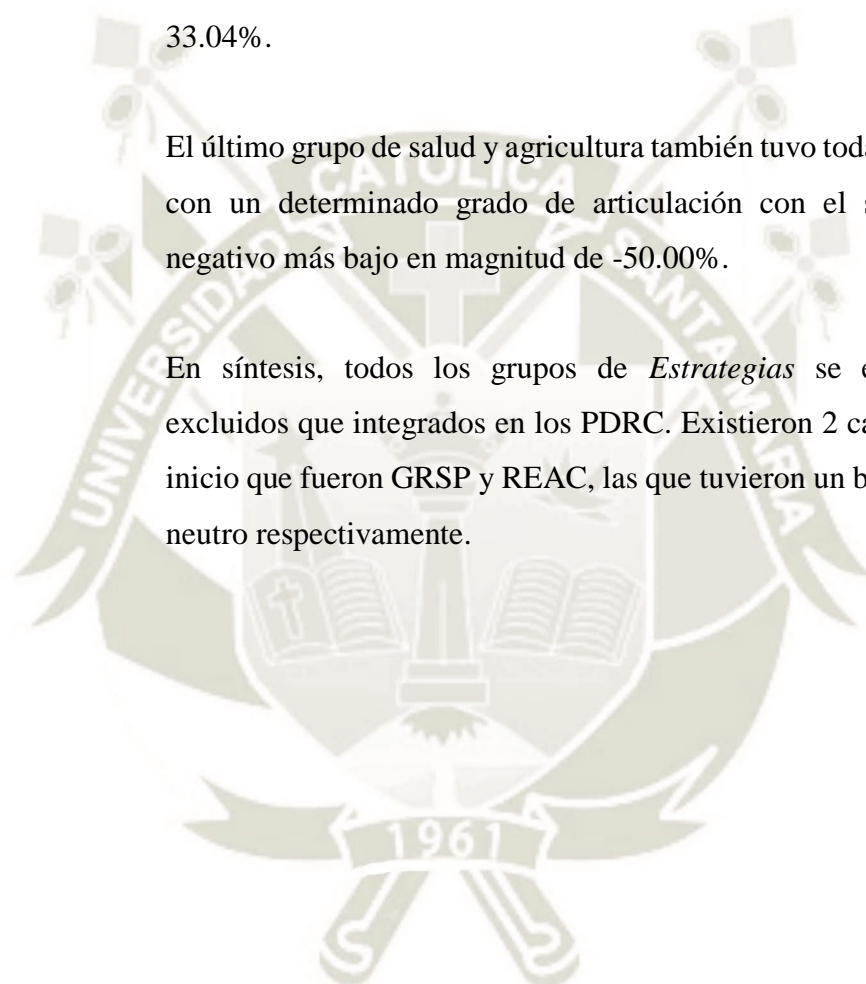 33.04%.
El último grupo de salud y agricultura también tuvo
con un determinado grado de articulación con el
negativo más bajo en magnitud de -50.00%.
En síntesis, todos los grupos de Estrategias se
excluidos que integrados en los PDRC. Existieron 2
inicio que fueron GRSP y REAC, las que tuvieron un
neutro respectivamente.
UNIVERSIDAD CATOLICA SANTA MARIA
1961